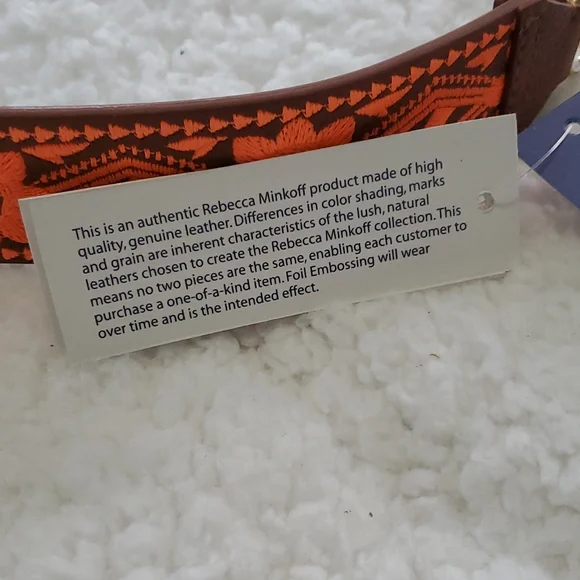 This is an authentic Rebecca Minkoff product made of high
quality, genuine leather. Differences in color shading, marks
and grain are inherent characteristics of the lush, natural
leathers chosen to create the Rebecca Minkoff collection. This
means no two pieces are the same, enabling each customer to
purchase a one-of-a-kind item. Foil Embossing will wear
over time and is the intended effect.